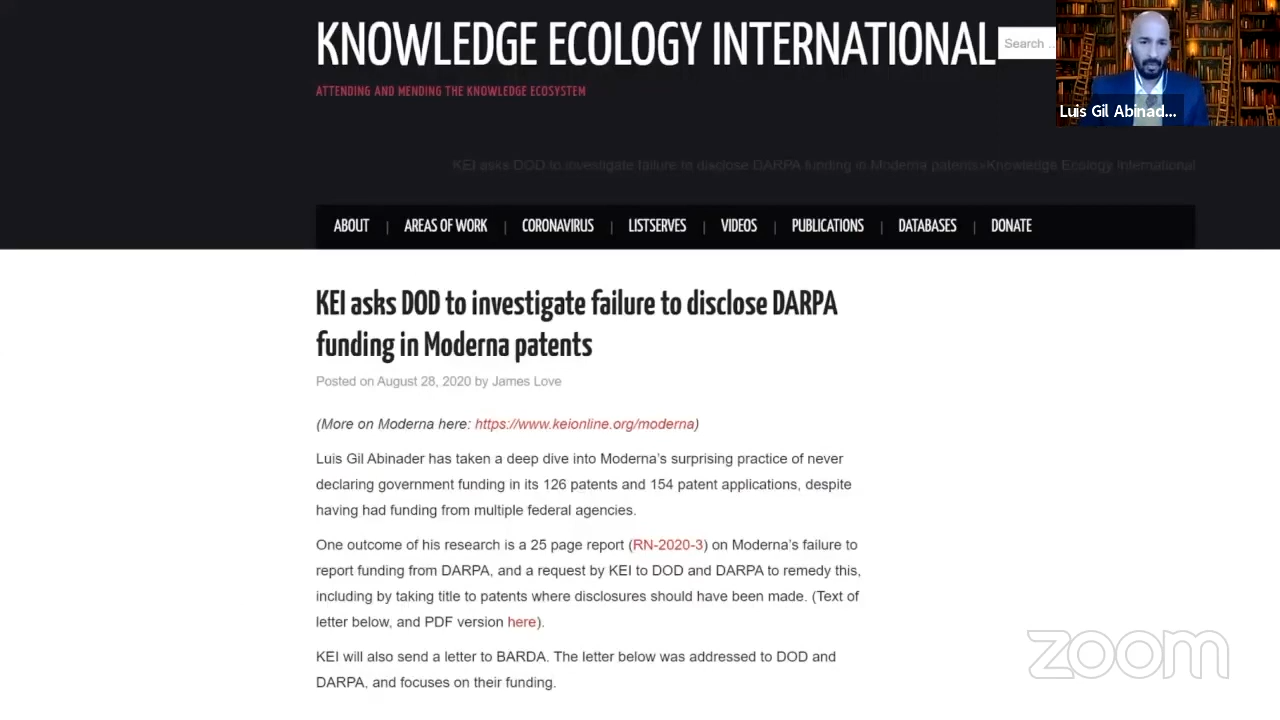 KNOWLEDGE ECOLOGY INTERNATIONAL
Search ...
ATTENDING AND MENDING THE KNOWLEDGE ECOSYSTEM
Luis Gil Abinad...
KEI asks DOD to investigate failure to disclose DARPA funding in Moderna patents»Knowledge Ecology International
ABOUT | AREAS OF WORK | CORONAVIRUS | LISTSERVES | VIDEOS | PUBLICATIONS | DATABASES | DONATE
KEI asks DOD to investigate failure to disclose DARPA
funding in Moderna patents
Posted on August 28, 2020 by James Love
(More on Moderna here: https://www.keionline.org/moderna)
Luis Gil Abinader has taken a deep dive into Moderna's surprising practice of never
declaring government funding in its 126 patents and 154 patent applications, despite
having had funding from multiple federal agencies.
One outcome of his research is a 25 page report (RN-2020-3) on Moderna's failure to
report funding from DARPA, and a request by KEI to DOD and DARPA to remedy this,
including by taking title to patents where disclosures should have been made. (Text of
letter below, and PDF version here).
KEI will also send a letter to BARDA. The letter below was addressed to DOD and
DARPA, and focuses on their funding.
zoom